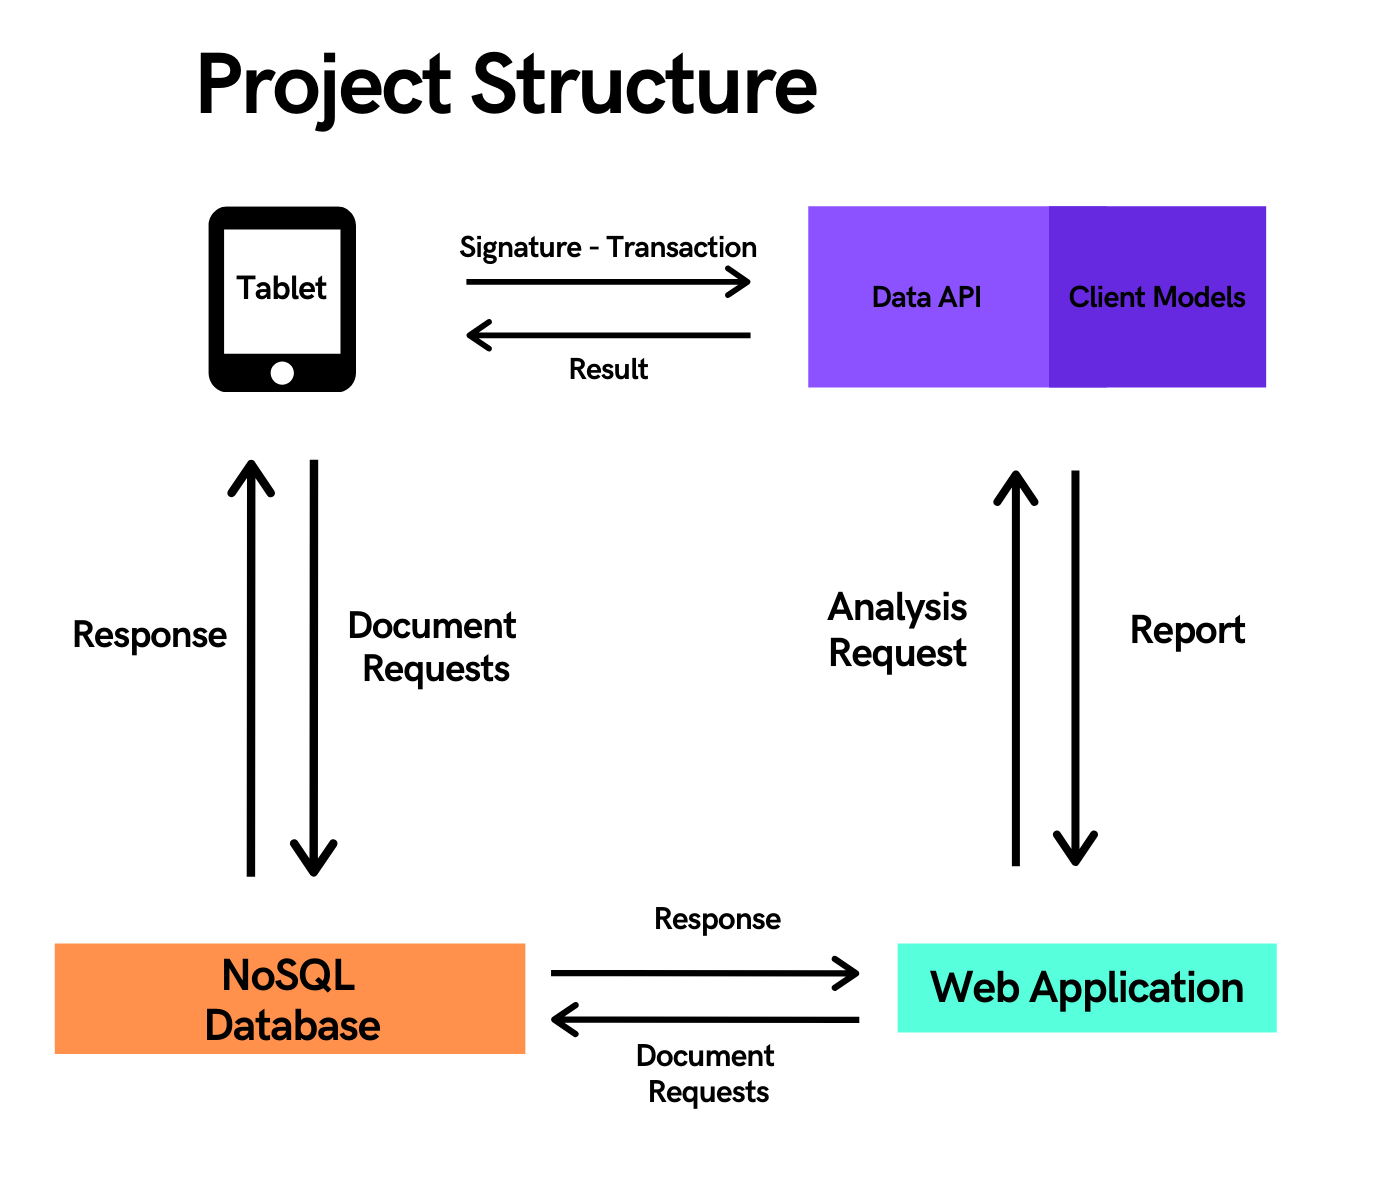 Project Structure
Tablet
Signature - Transaction
Result
Data API
Client Models
Response
Document
Requests
Analysis
Request
Report
NoSQL
Database
Response
Document
Requests
Web Application